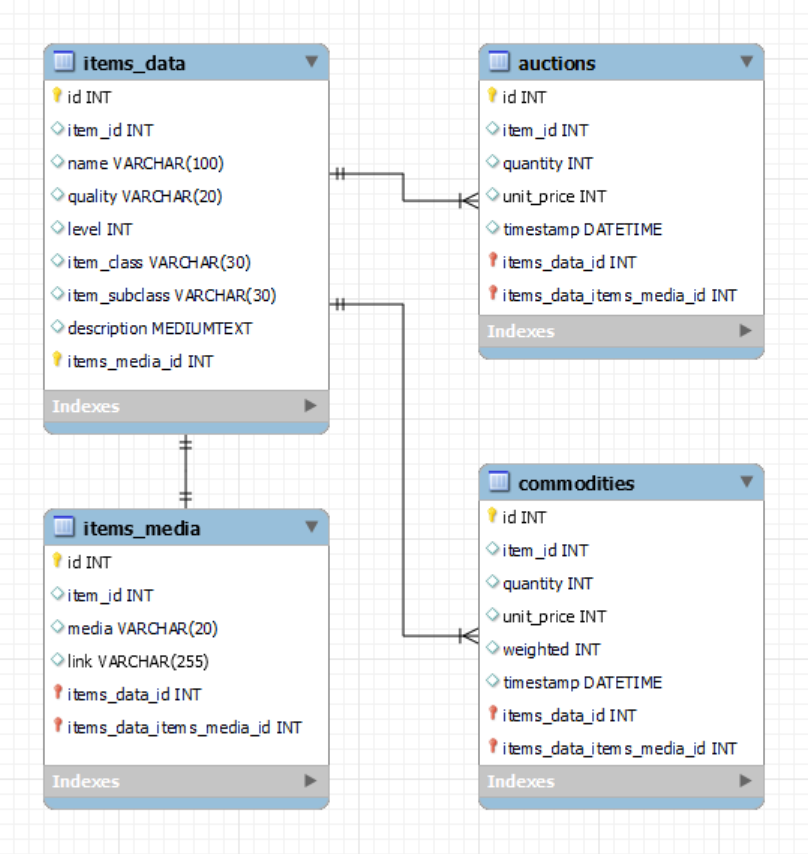 items_data
id INT
item_id INT
name VARCHAR(100)
quality VARCHAR(20)
level INT
item_class VARCHAR(30)
item_subclass VARCHAR(30)
description MEDIUMTEXT
items_media_id INT
Indexes
auctions
id INT
item_id INT
quantity INT
unit_price INT
timestamp DATETIME
items_data_id INT
items_data_items_media_id INT
Indexes
items_media
id INT
item_id INT
media VARCHAR(20)
link VARCHAR(255)
items_data_id INT
items_data_items_media_id INT
Indexes
commodities
id INT
item_id INT
quantity INT
unit_price INT
weighted INT
timestamp DATETIME
items_data_id INT
items_data_items_media_id INT
Indexes